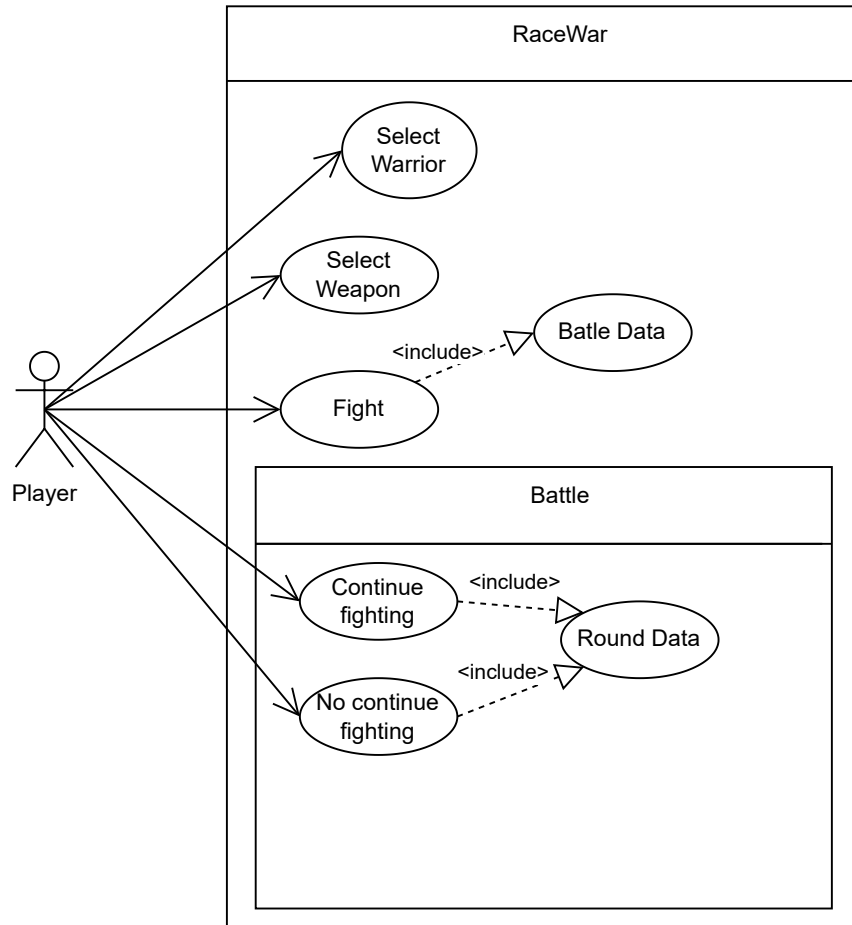 RaceWar
Select
Warrior
Select
Weapon
Batle Data
<include>
Fight
Player
Battle
Continue
fighting
<include>
Round Data
<include>
No continue
fighting